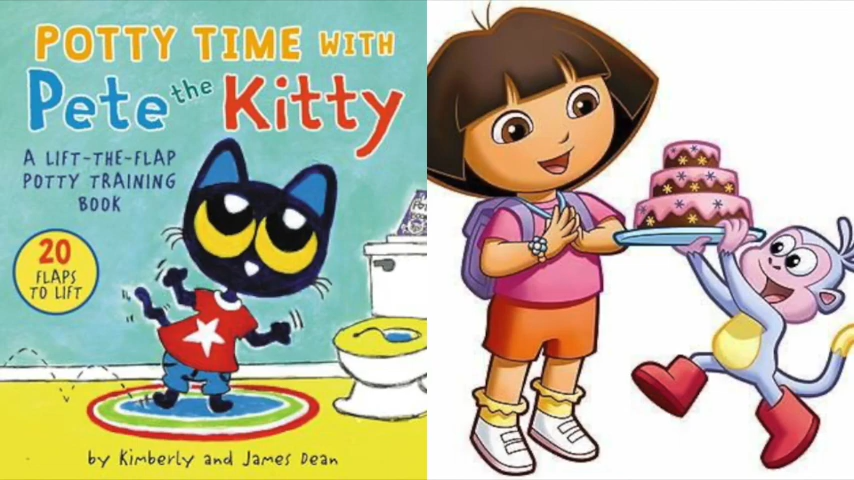 POTTY TIME WITH
Pete the Kitty
A LIFT-THE-FLAP
POTTY TRAINING
BOOK
20
FLAPS
TO LIFT
by Kimberly and James Dean